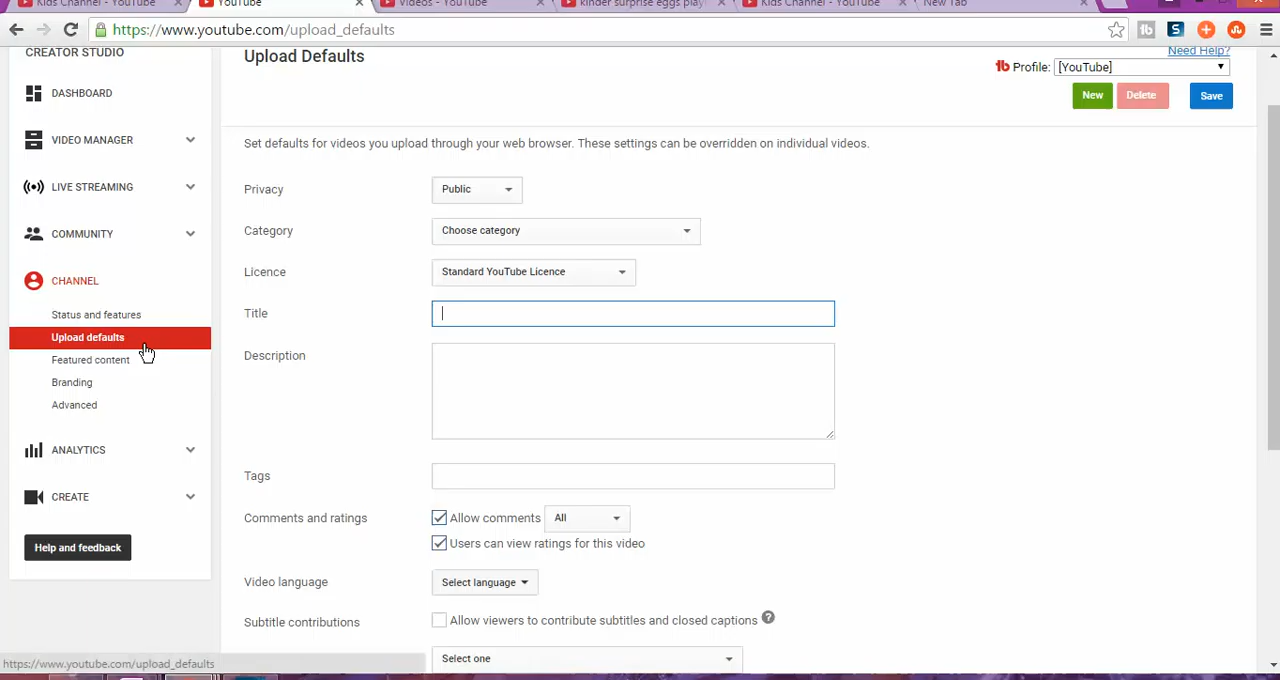 Kids Channel - YouTube
YouTube
Videos - YouTube
kinder surprise eggs play
Kids Channel - YouTube
New Tab
https://www.youtube.com/upload_defaults
CREATOR STUDIO
DASHBOARD
VIDEO MANAGER
LIVE STREAMING
COMMUNITY
CHANNEL
Status and features
Upload defaults
Featured content
Branding
Advanced
ANALYTICS
CREATE
Help and feedback
Upload Defaults
Need Help?
Profile: [YouTube]
New Delete Save
Set defaults for videos you upload through your web browser. These settings can be overridden on individual videos.
Privacy Public
Category Choose category
Licence Standard YouTube Licence
Title
Description
Tags
Comments and ratings Allow comments All
Users can view ratings for this video
Video language Select language
Subtitle contributions Allow viewers to contribute subtitles and closed captions ?
Select one
https://www.youtube.com/upload_defaults